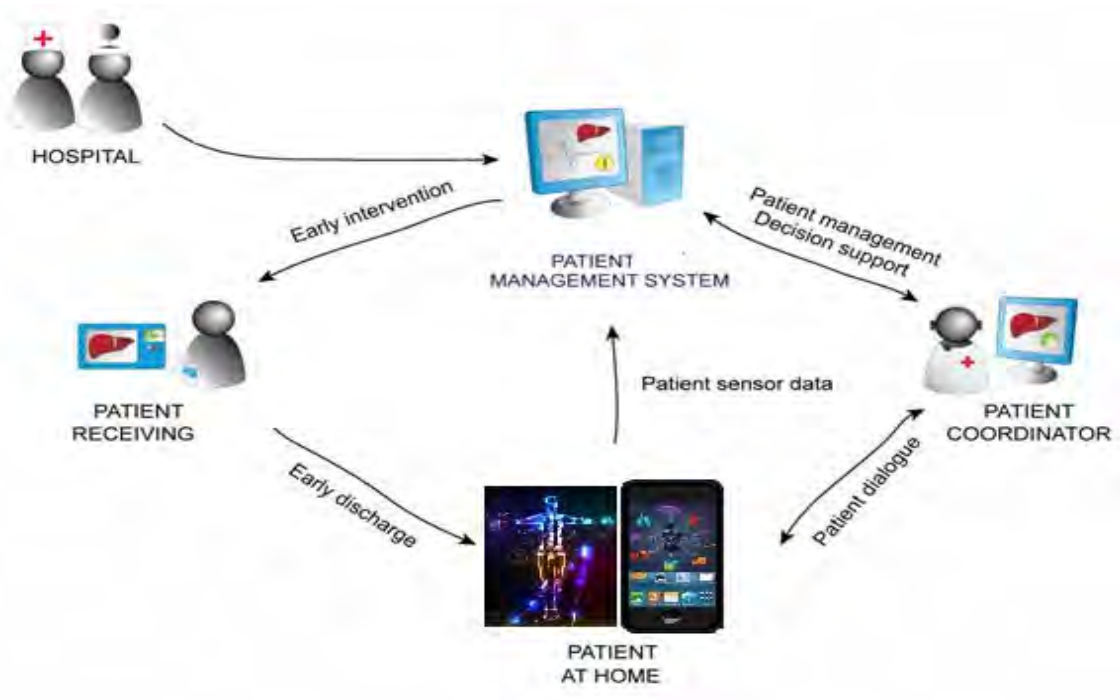 HOSPITAL
Early intervention
PATIENT
MANAGEMENT SYSTEM
Patient management
Decision support
PATIENT
RECEIVING
Patient sensor data
PATIENT
COORDINATOR
Early discharge
Patient dialogue
PATIENT
AT HOME